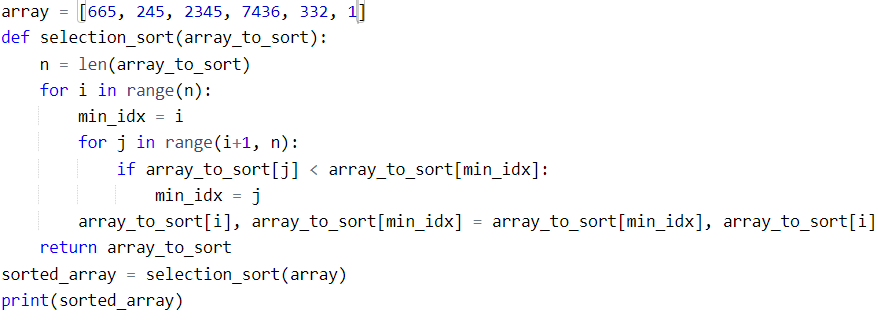 array = [665, 245, 2345, 7436, 332, 1]
def selection_sort(array_to_sort):
    n = len(array_to_sort)
    for i in range(n):
        min_idx = i
        for j in range(i+1, n):
            if array_to_sort[j] < array_to_sort[min_idx]:
                min_idx = j
        array_to_sort[i], array_to_sort[min_idx] = array_to_sort[min_idx], array_to_sort[i]
    return array_to_sort
sorted_array = selection_sort(array)
print(sorted_array)